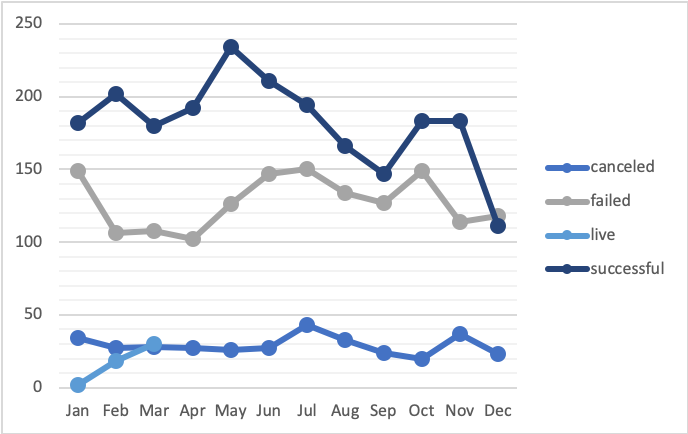 250
200
150
100
50
0
Jan Feb Mar Apr May Jun Jul Aug Sep Oct Nov Dec
canceled
failed
live
successful